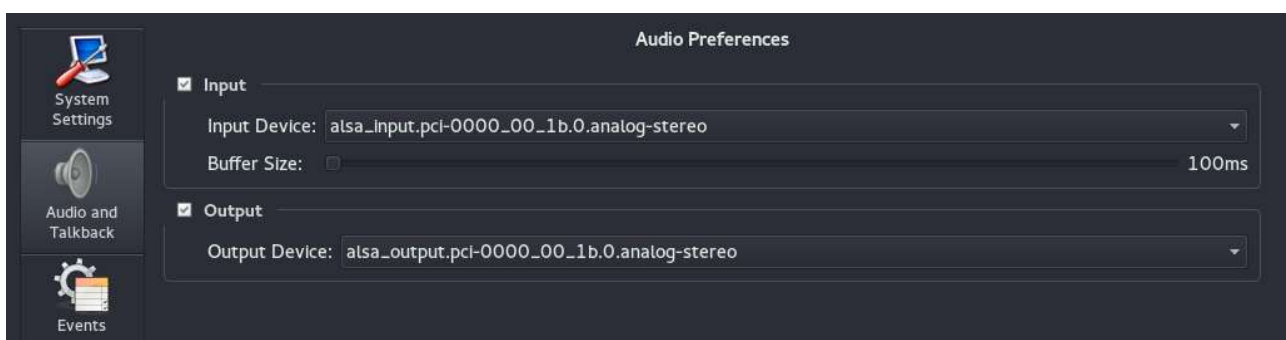 Audio Preferences
System
Settings
Audio and
Talkback
Events
Input
Input Device: alsa_input.pci-0000_00_1b.0.analog-stereo
Buffer Size: 100ms
Output
Output Device: alsa_output.pci-0000_00_1b.0.analog-stereo